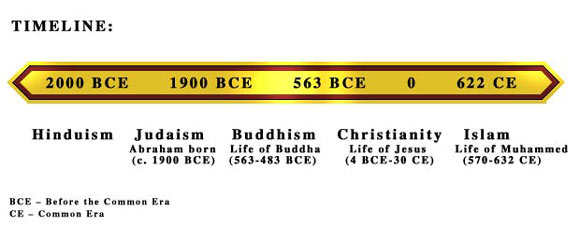 TIMELINE:
2000 BCE 1900 BCE 563 BCE 0 622 CE
Hinduism Judaism Buddhism Christianity Islam
Abraham born Life of Buddha Life of Jesus Life of Muhammed
(c. 1900 BCE) (563-483 BCE) (4 BCE-30 CE) (570-632 CE)
BCE – Before the Common Era
CE – Common Era